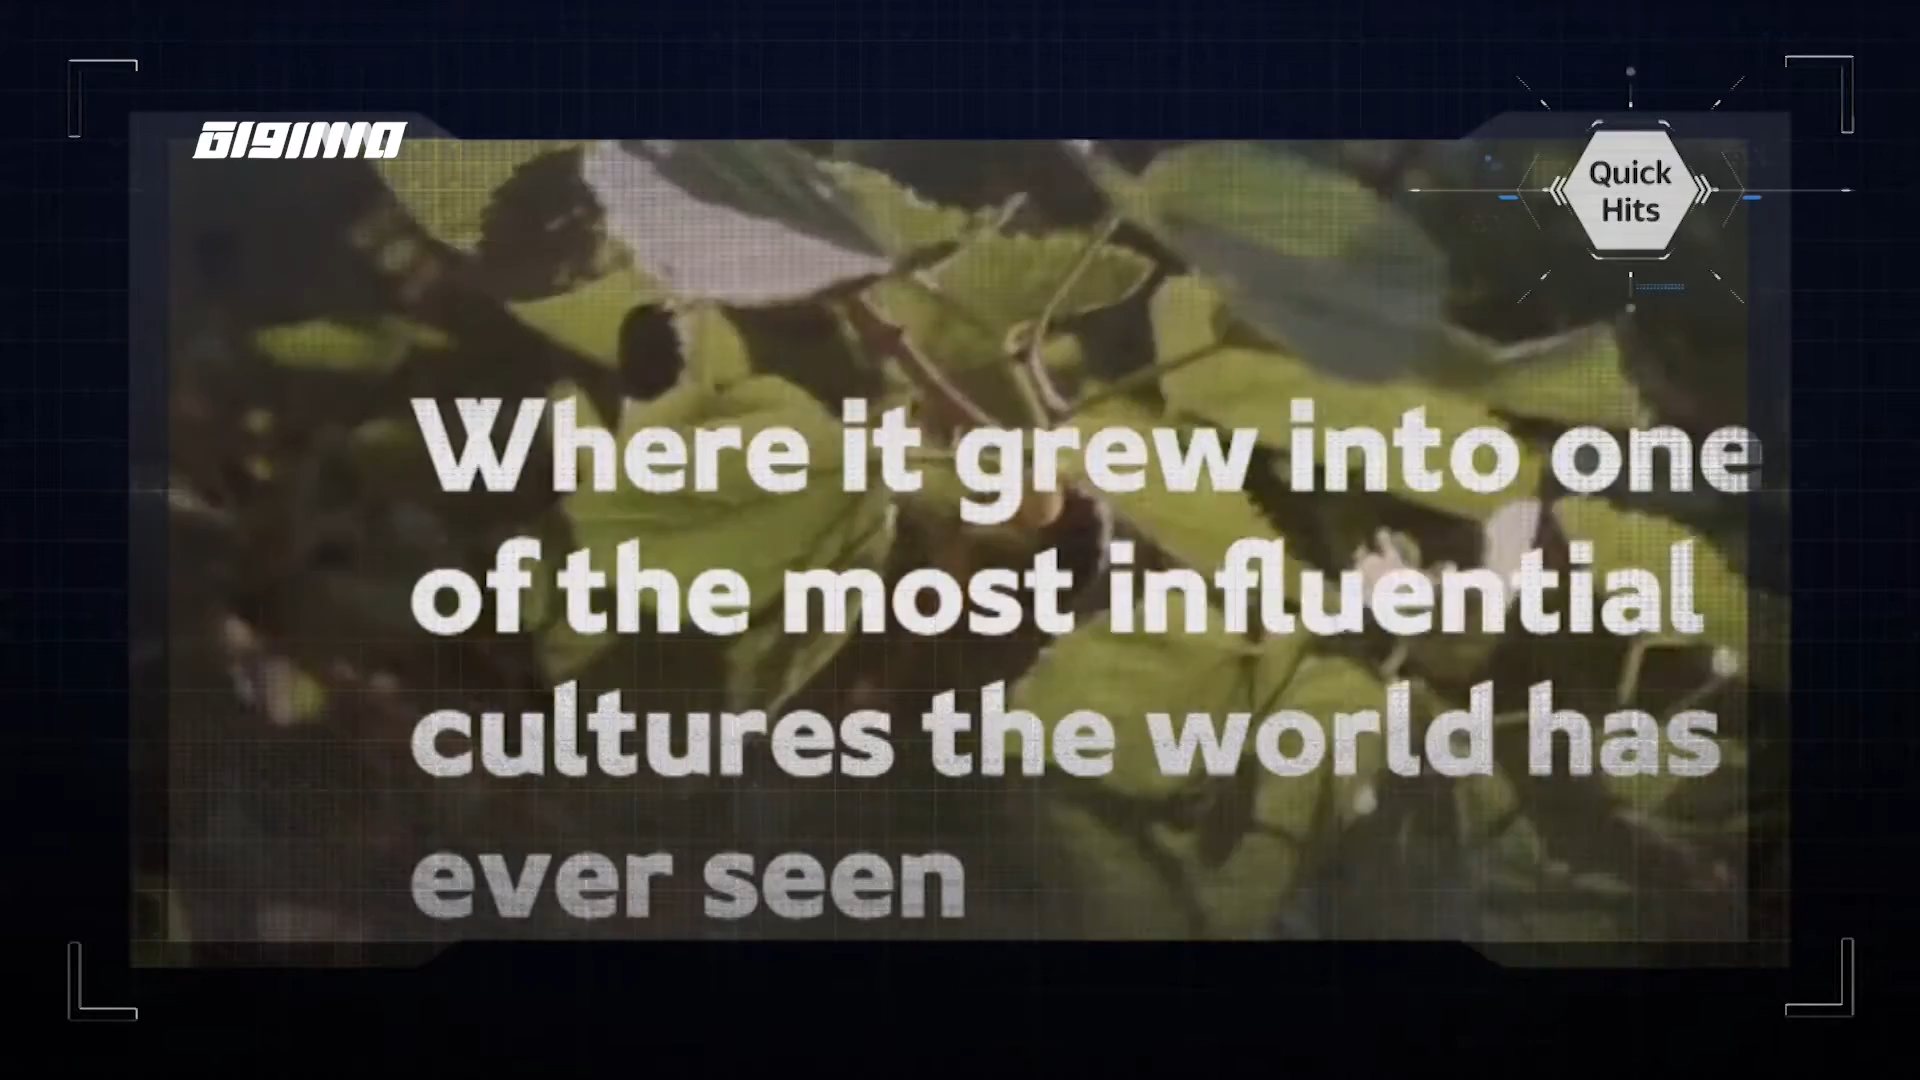 Quick
Hits
Where it grew into one
of the most influential
cultures the world has
ever seen